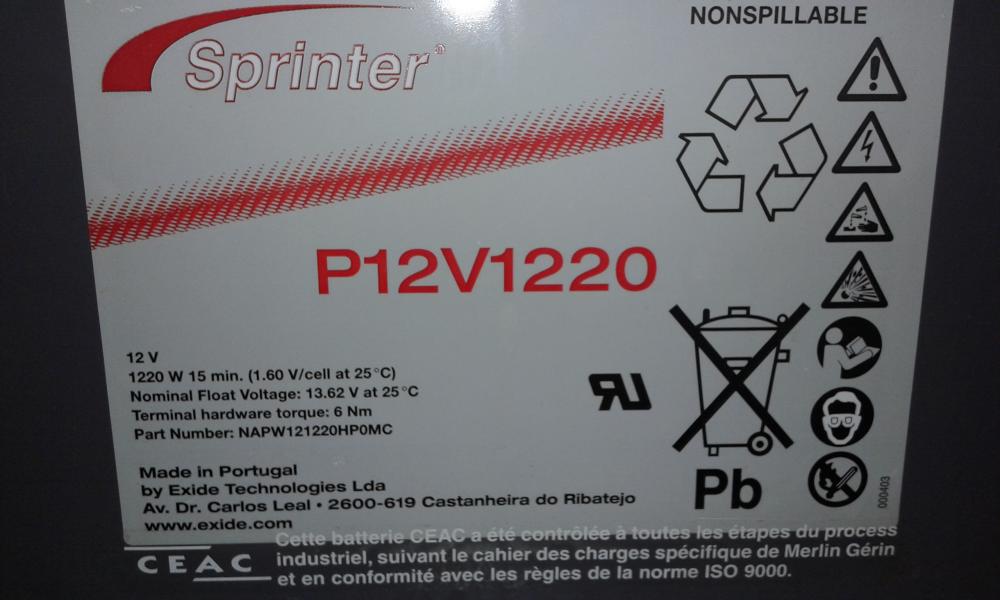 Sprinter®
NONSPILLABLE
P12V1220
12 V
1220 W 15 min. (1.60 V/cell at 25°C)
Nominal Float Voltage: 13.62 V at 25°C
Terminal hardware torque: 6 Nm
Part Number: NAPW121220HP0MC
Made in Portugal
by Exide Technologies Lda
Av. Dr. Carlos Leal • 2600-619 Castanheira do Ribatejo
www.exide.com
Pb
000403
CEAC
Cette batterie CEAC a été contrôlée à toutes les étapes du process
industriel, suivant le cahier des charges spécifique de Merlin Gérin
et en conformité avec les règles de la norme ISO 9000.